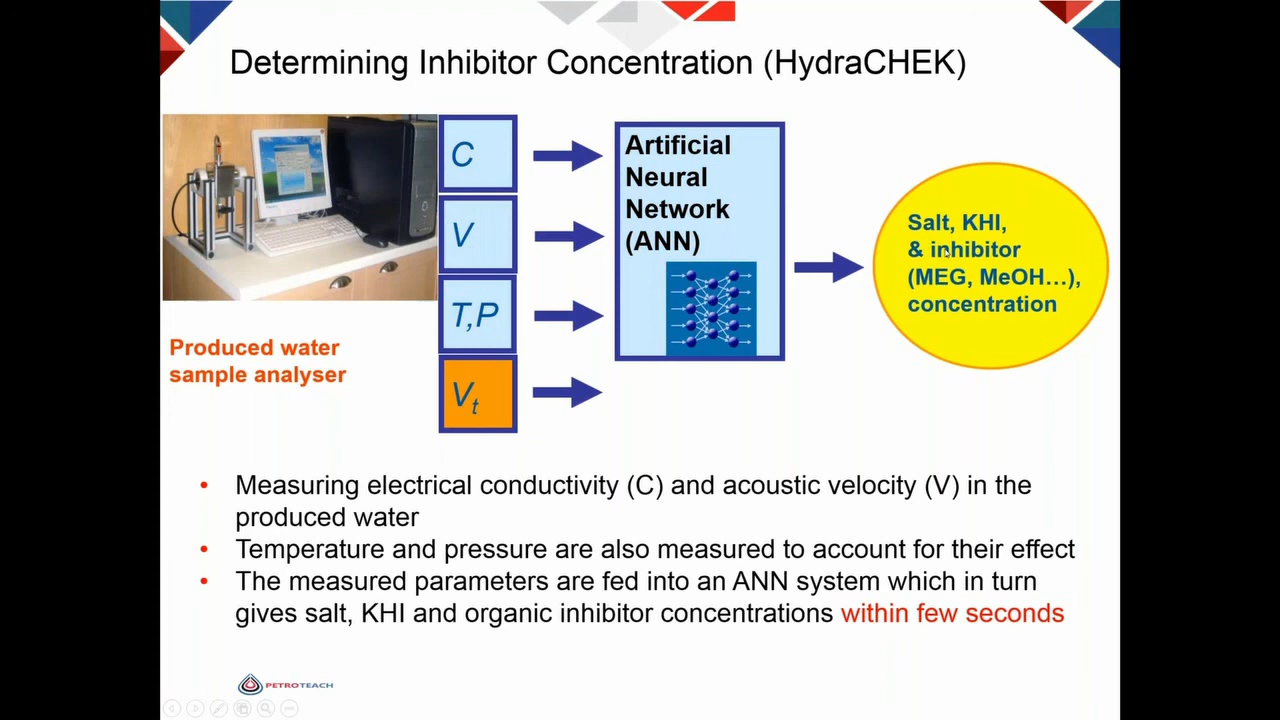 Determining Inhibitor Concentration (HydraCHEK)
C
V
T,P
Vt
Artificial
Neural
Network
(ANN)
Salt, KHI,
& inhibitor
(MEG, MeOH...),
concentration
Produced water
sample analyser
• Measuring electrical conductivity (C) and acoustic velocity (V) in the
produced water
• Temperature and pressure are also measured to account for their effect
• The measured parameters are fed into an ANN system which in turn
gives salt, KHI and organic inhibitor concentrations within few seconds
PETROTEACH